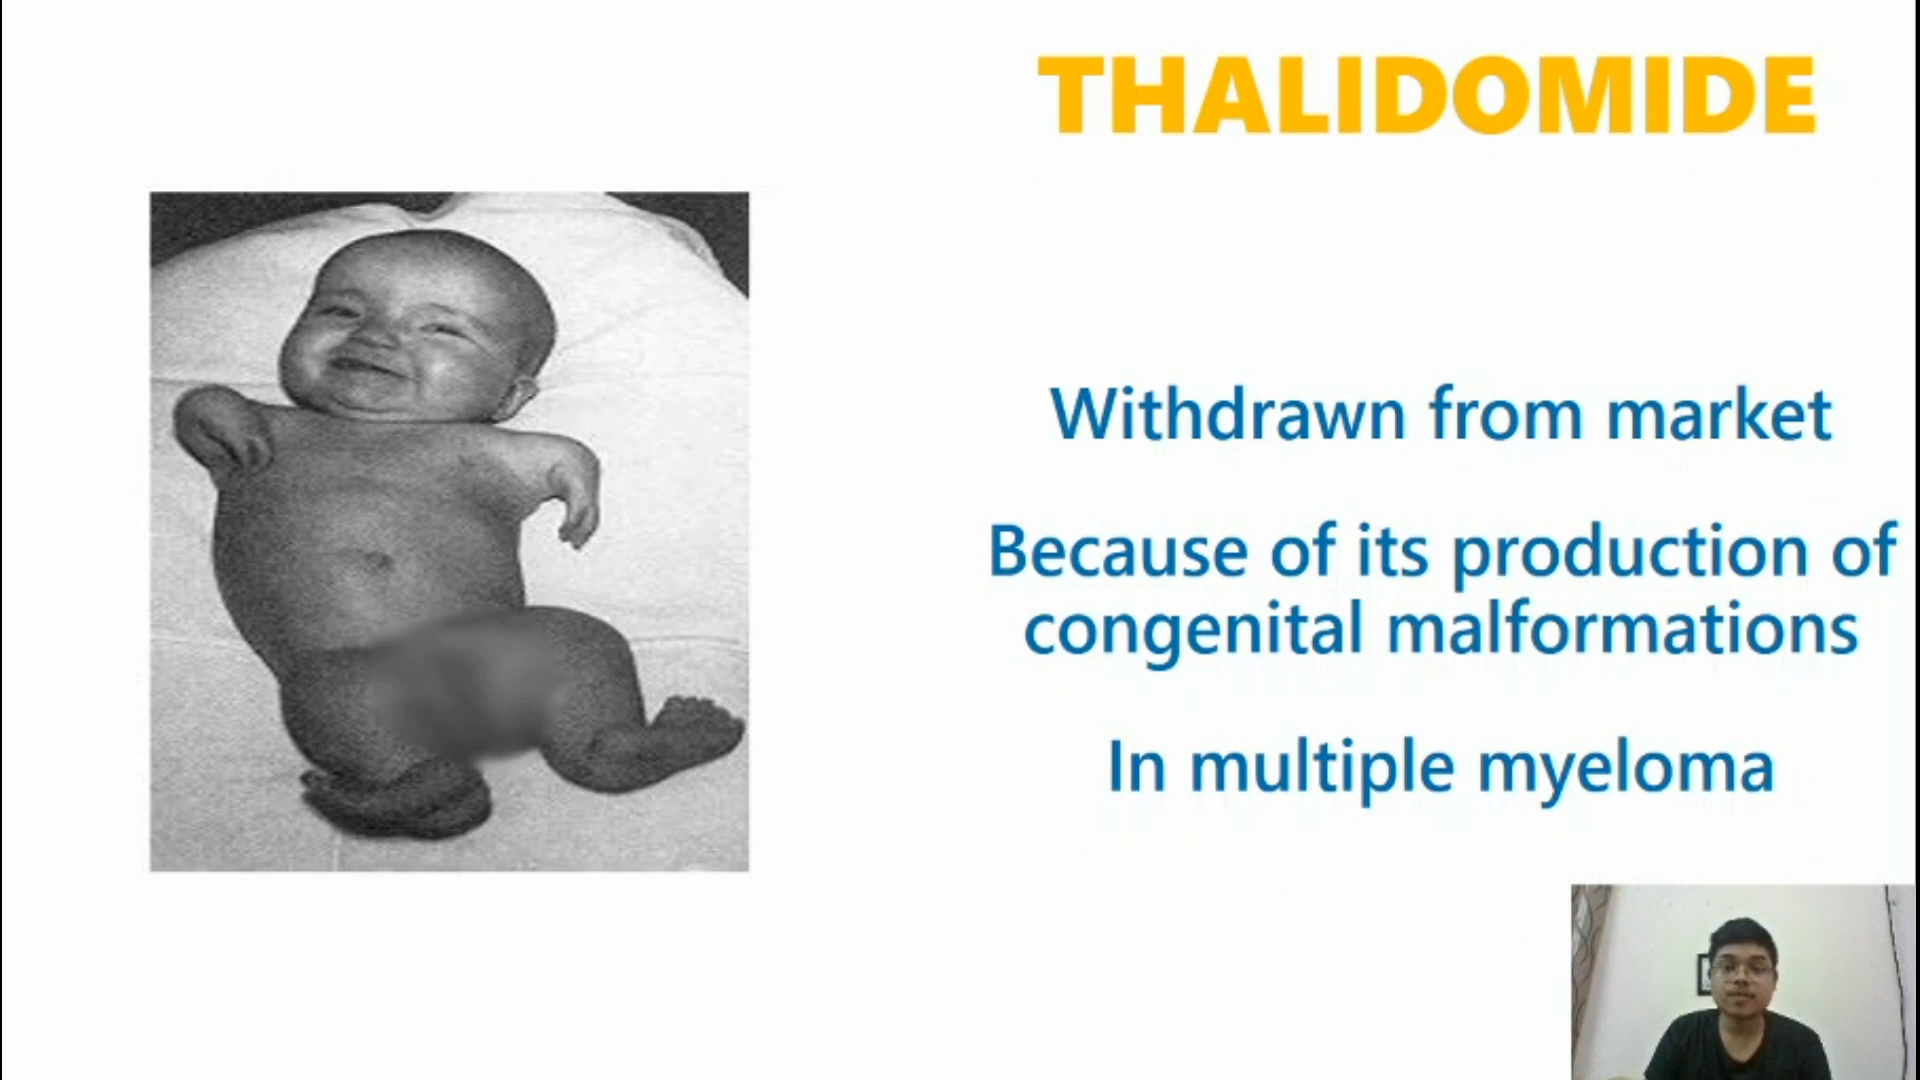 THALIDOMIDE
Withdrawn from market
Because of its production of
congenital malformations
In multiple myeloma